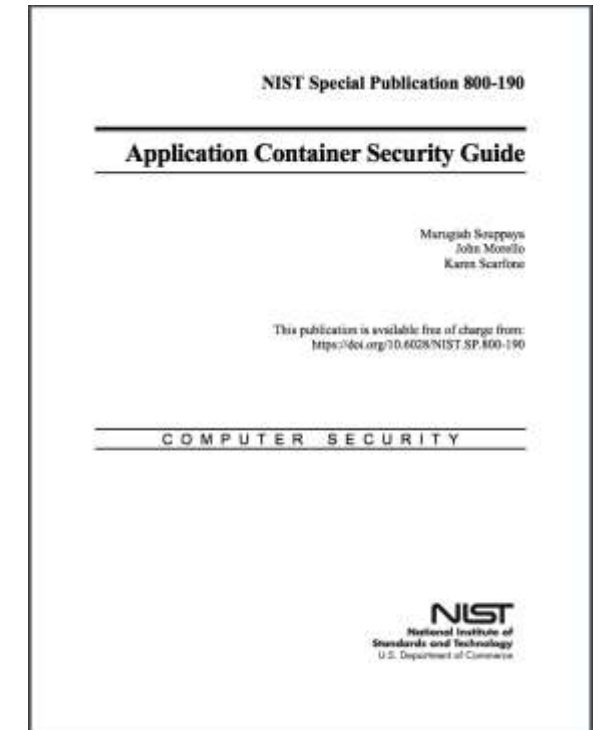 NIST Special Publication 800-190
Application Container Security Guide
Murugiah Souppaya
John Morello
Karen Scarfone
This publication is available free of charge from:
https://doi.org/10.6028/NIST.SP.800-190
COMPUTER SECURITY
NIST
National Institute of
Standards and Technology
U.S. Department of Commerce